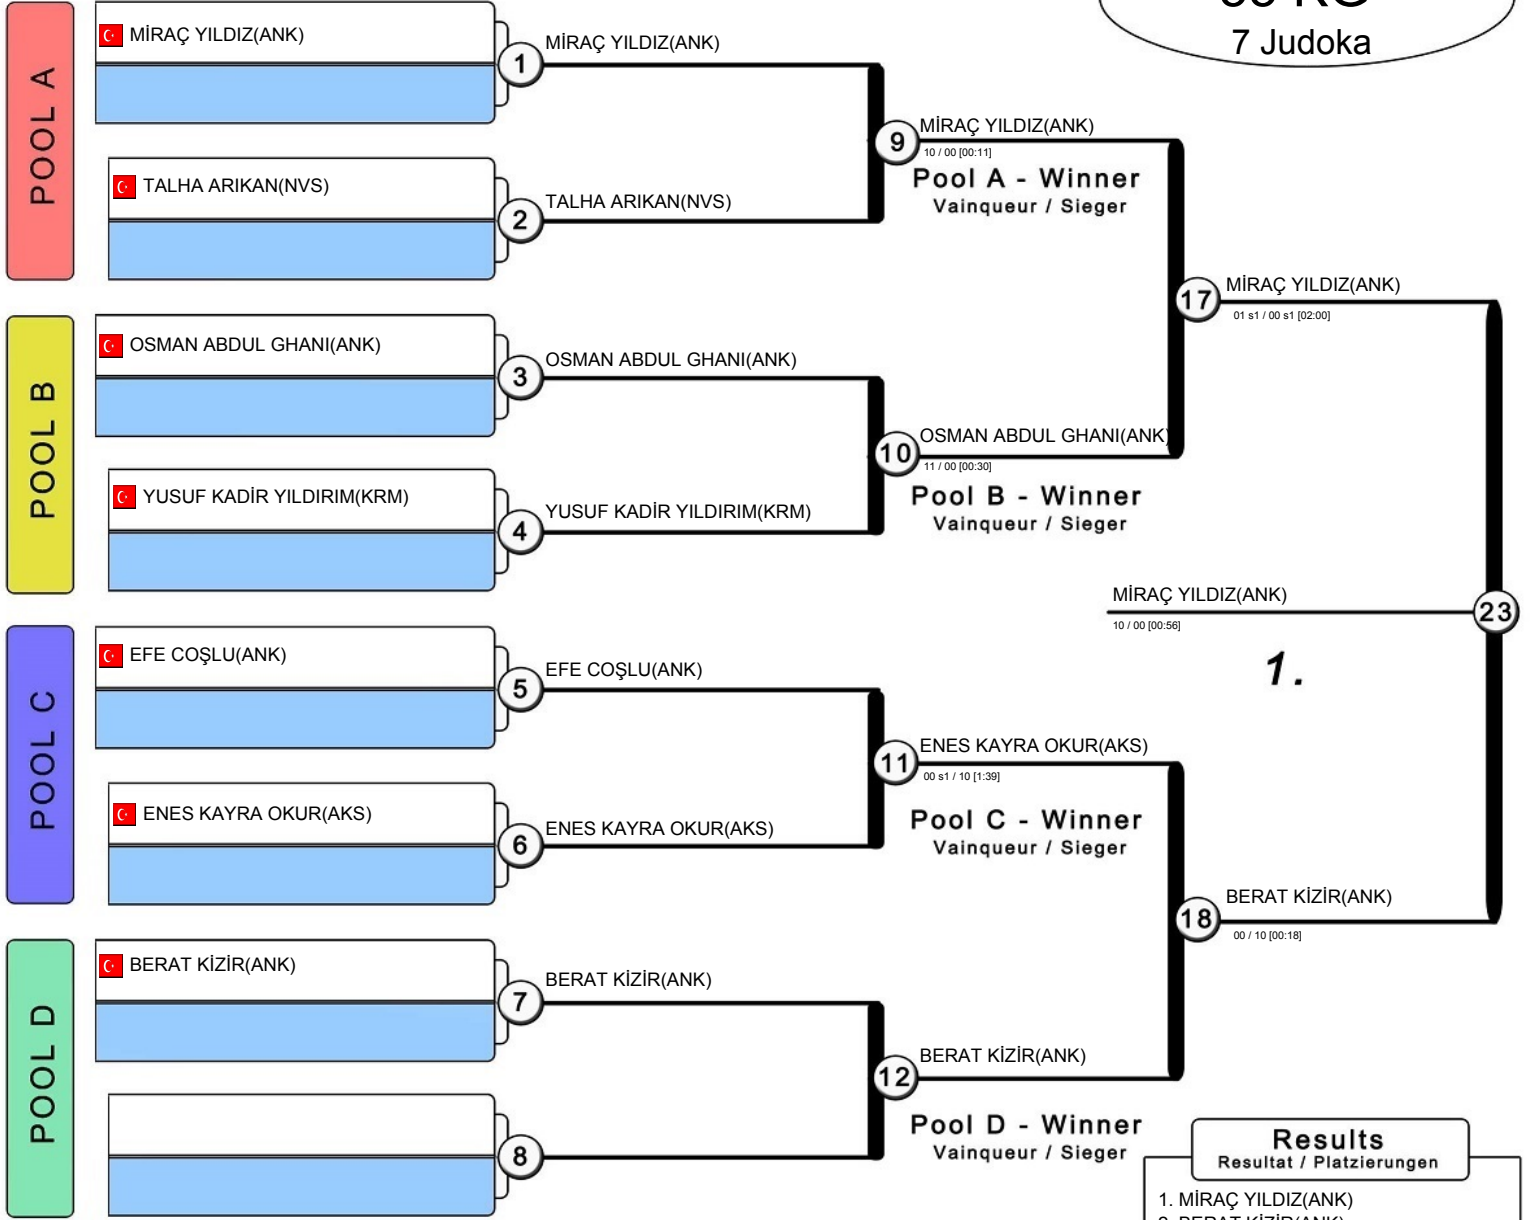 KG
7 Judoka
POOL A
MİRAÇ YILDIZ(ANK)
1
MİRAÇ YILDIZ(ANK)
TALHA ARIKAN(NVS)
2
TALHA ARIKAN(NVS)
9
MİRAÇ YILDIZ(ANK)
10 / 00 [00:11]
Pool A - Winner
Vainqueur / Sieger
POOL B
OSMAN ABDUL GHANI(ANK)
3
OSMAN ABDUL GHANI(ANK)
YUSUF KADİR YILDIRIM(KRM)
4
YUSUF KADİR YILDIRIM(KRM)
10
OSMAN ABDUL GHANI(ANK)
11 / 00 [00:30]
Pool B - Winner
Vainqueur / Sieger
17
MİRAÇ YILDIZ(ANK)
01 s1 / 00 s1 [02:00]
POOL C
EFE COŞLU(ANK)
5
EFE COŞLU(ANK)
ENES KAYRA OKUR(AKS)
6
ENES KAYRA OKUR(AKS)
11
ENES KAYRA OKUR(AKS)
00 s1 / 10 [1:39]
Pool C - Winner
Vainqueur / Sieger
POOL D
BERAT KİZİR(ANK)
7
BERAT KİZİR(ANK)
8
12
BERAT KİZİR(ANK)
Pool D - Winner
Vainqueur / Sieger
18
BERAT KİZİR(ANK)
00 / 10 [00:18]
23
MİRAÇ YILDIZ(ANK)
10 / 00 [00:56]
1.
Results
Resultat / Platzierungen
1. MİRAÇ YILDIZ(ANK)
2. BERAT KİZİR(ANK)